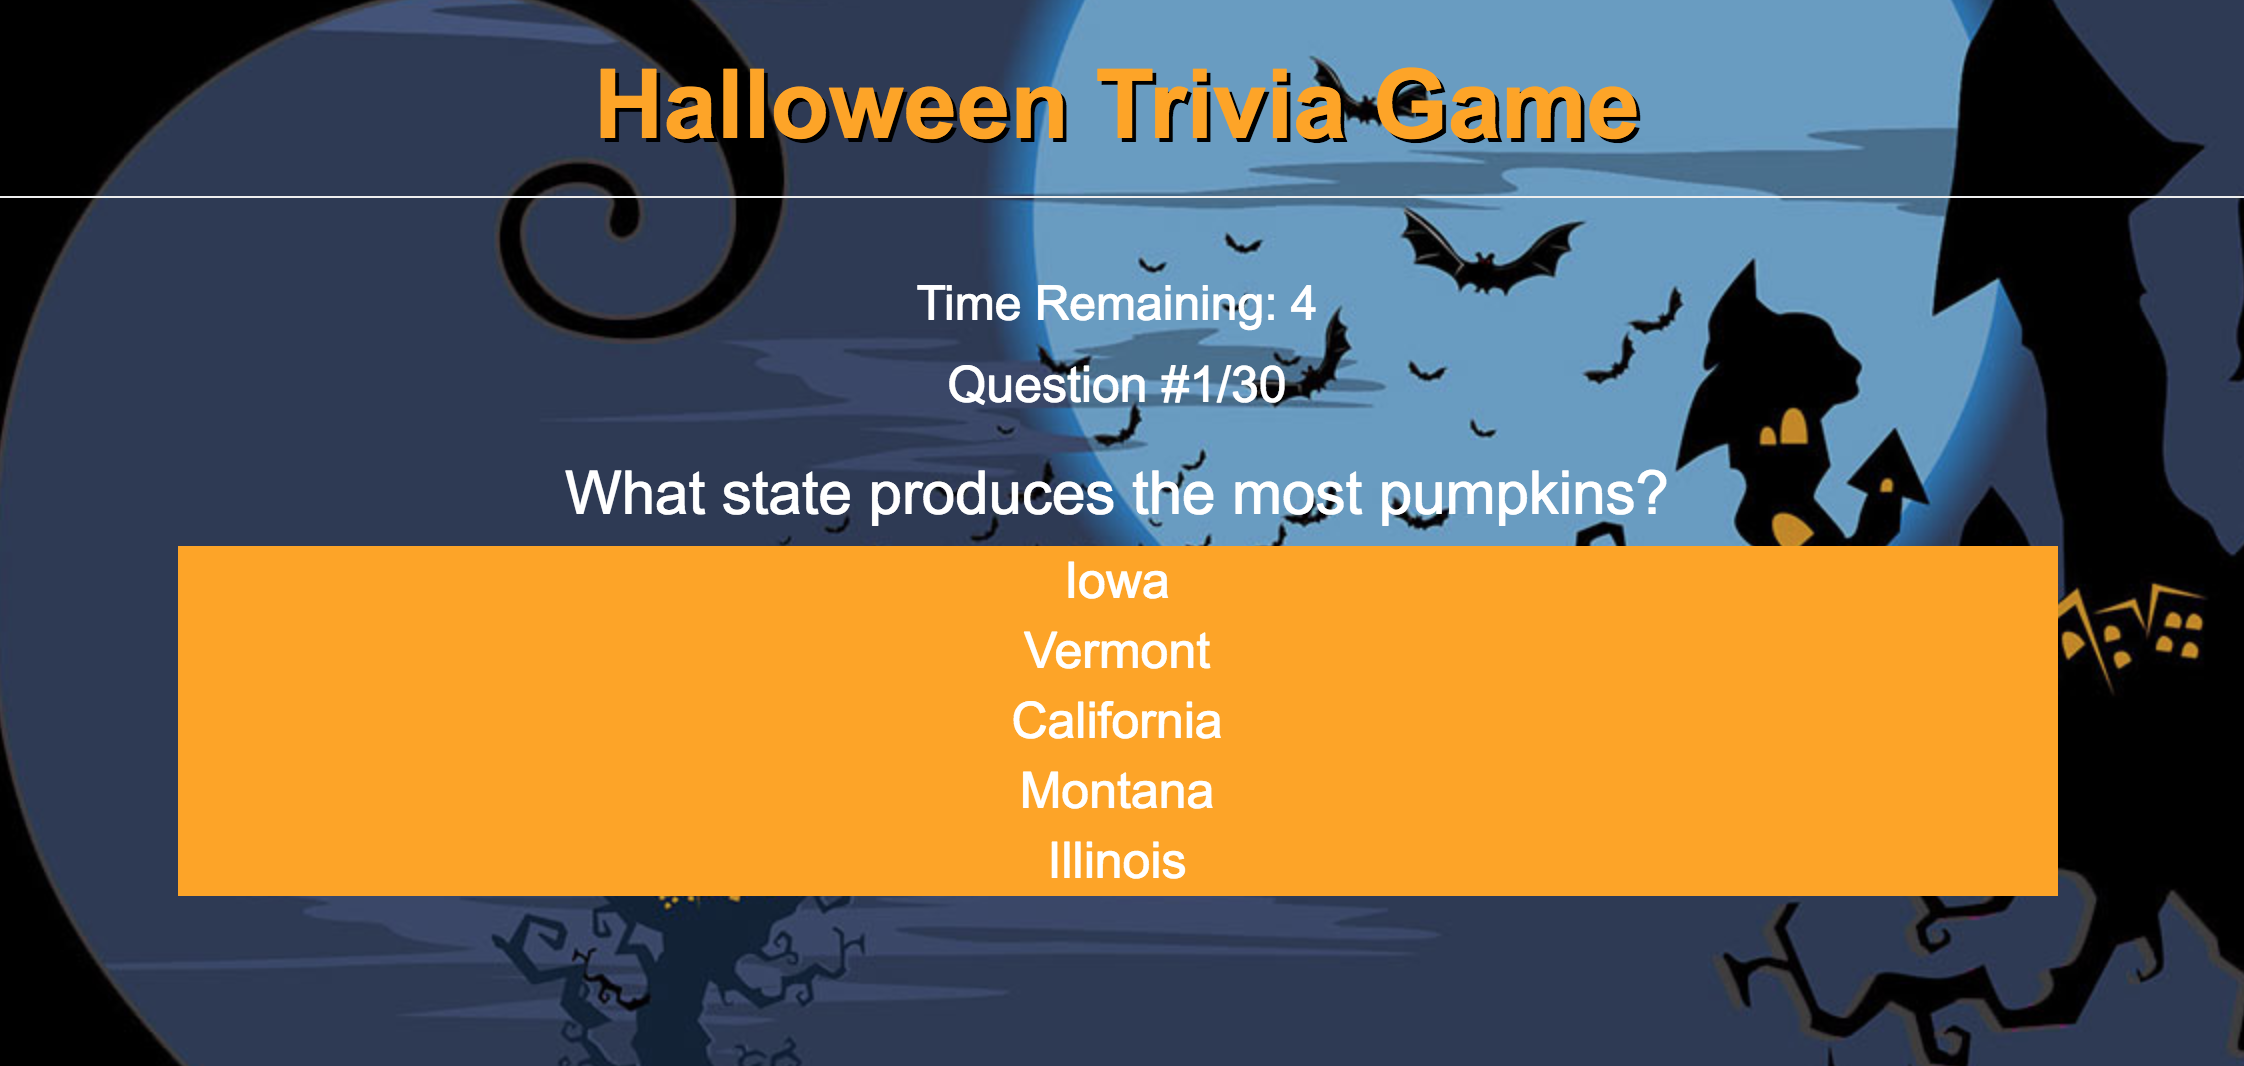 Halloween Trivia Game
Time Remaining: 4
Question #1/30
What state produces the most pumpkins?
Iowa
Vermont
California
Montana
Illinois